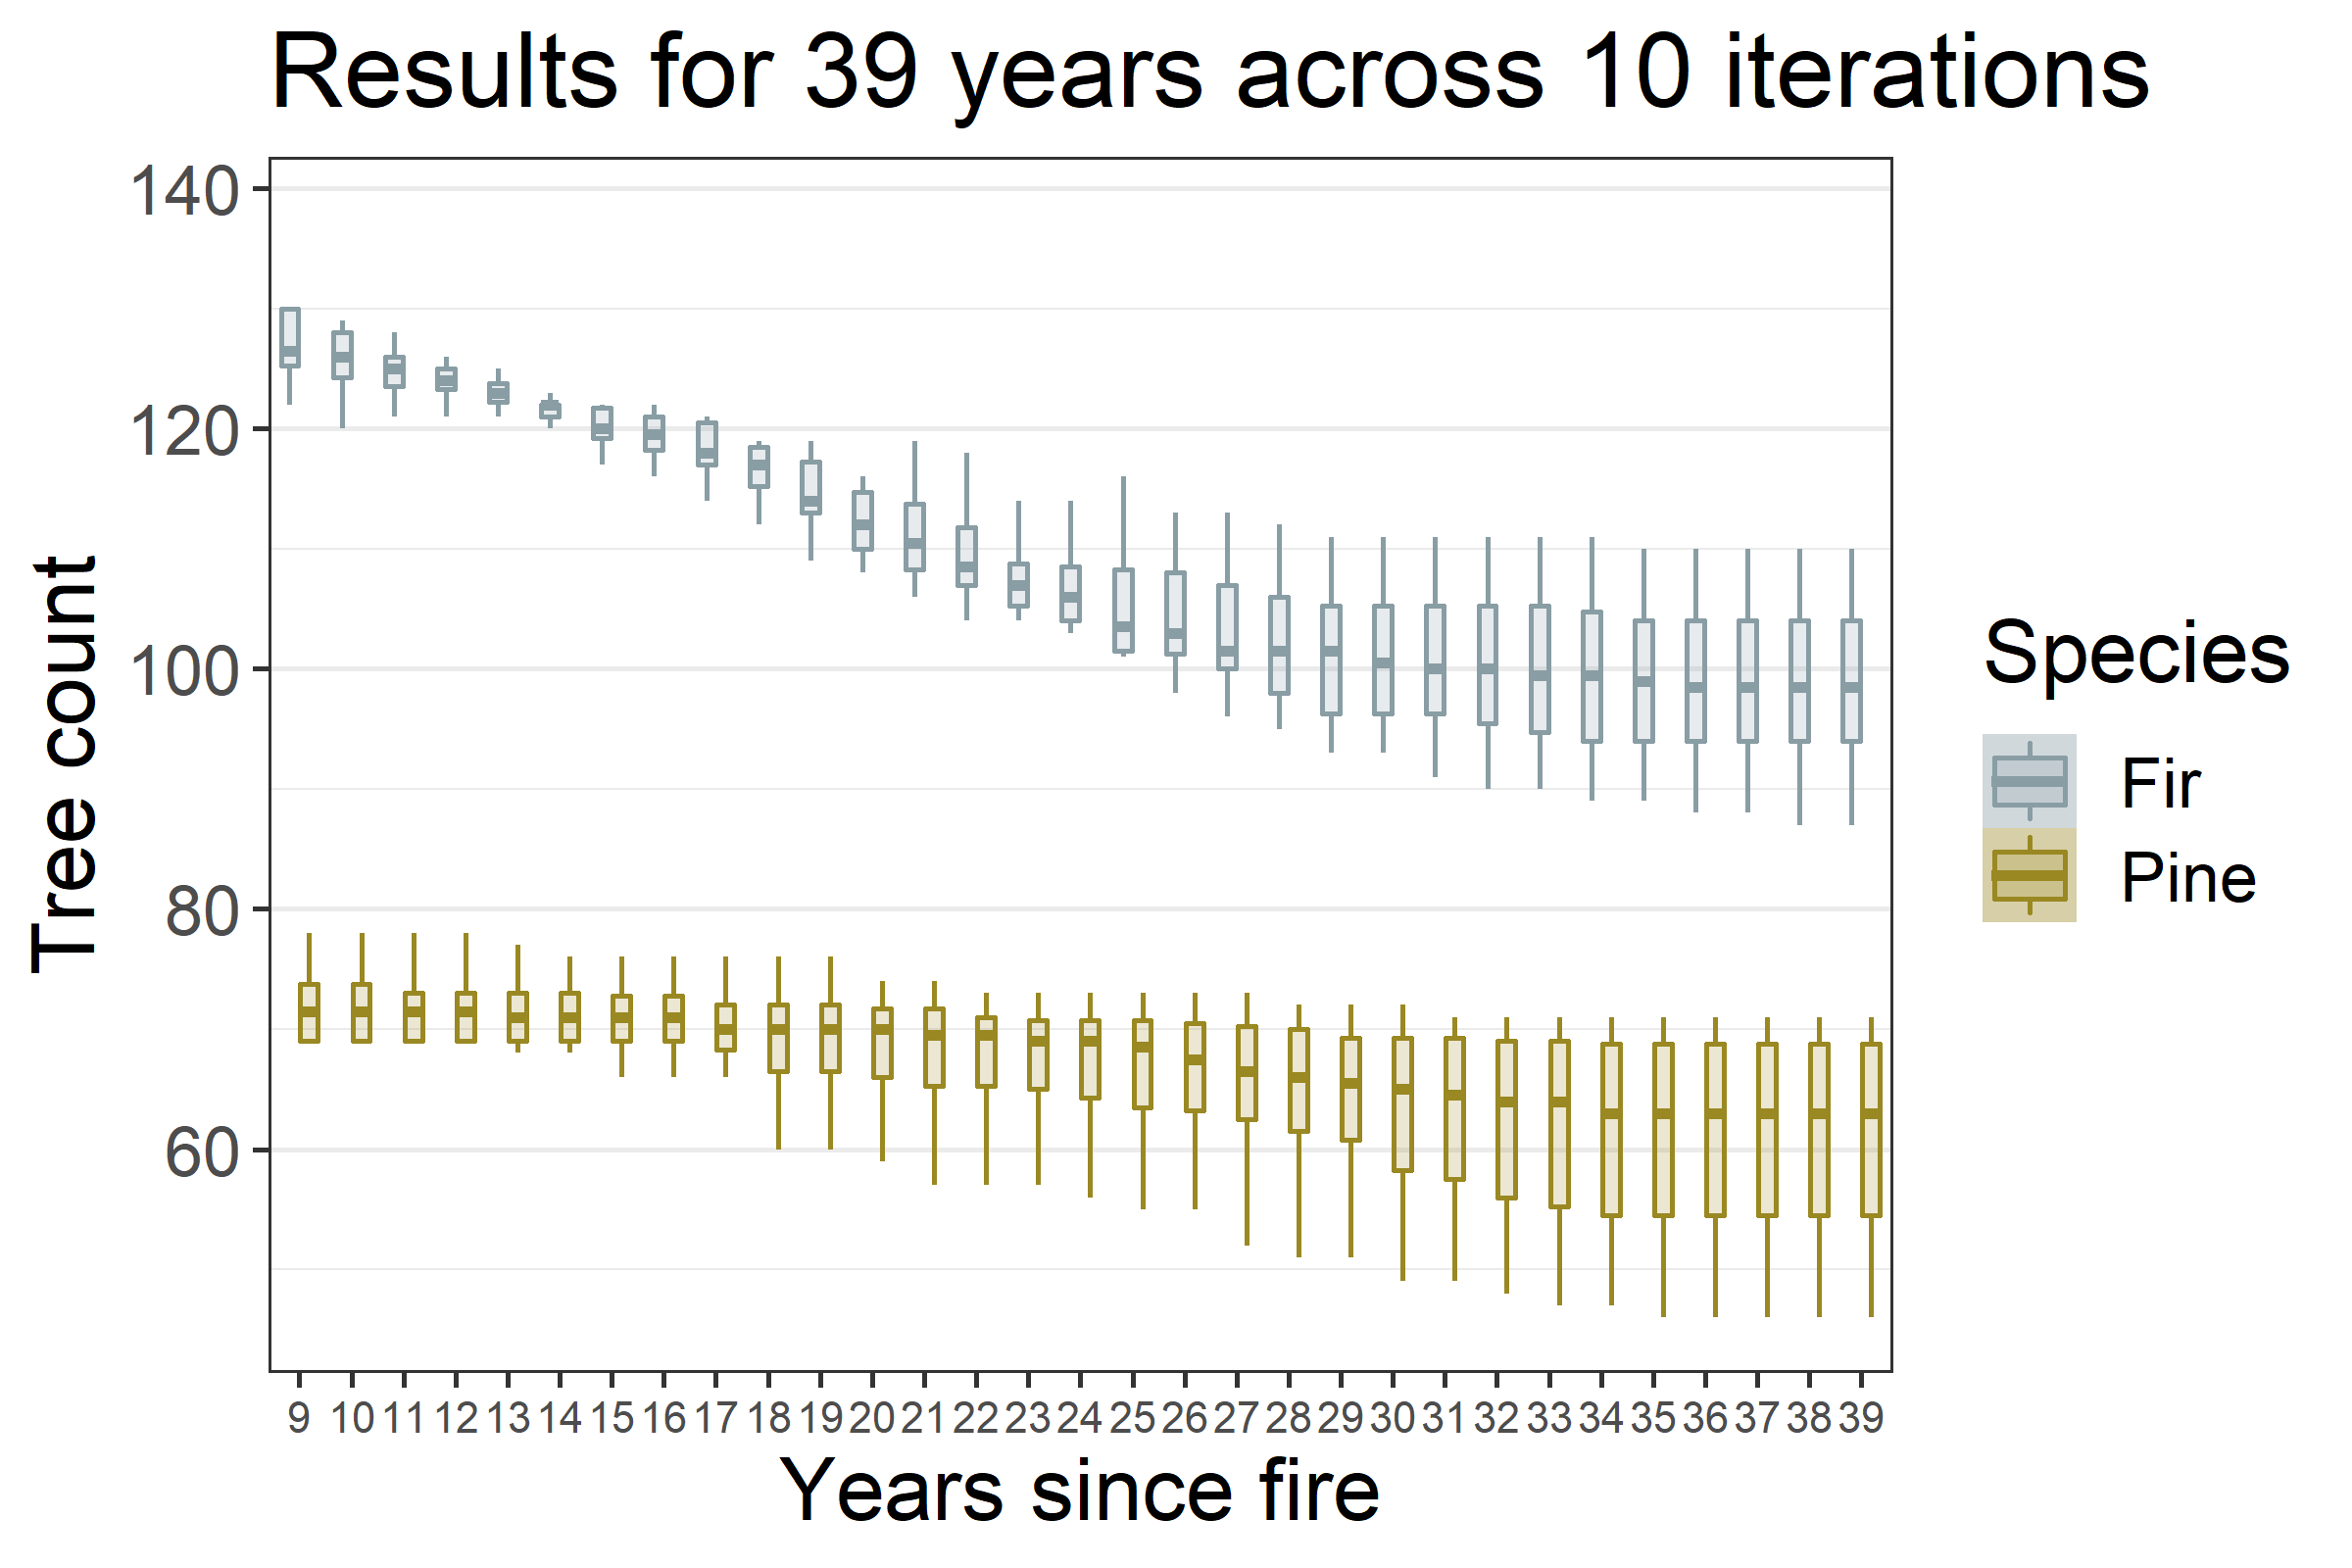 Results for 39 years across 10 iterations
140
120
100
80
60
Tree count
9 10 11 12 13 14 15 16 17 18 19 20 21 22 23 24 25 26 27 28 29 30 31 32 33 34 35 36 37 38 39
Years since fire
Species
Fir
Pine